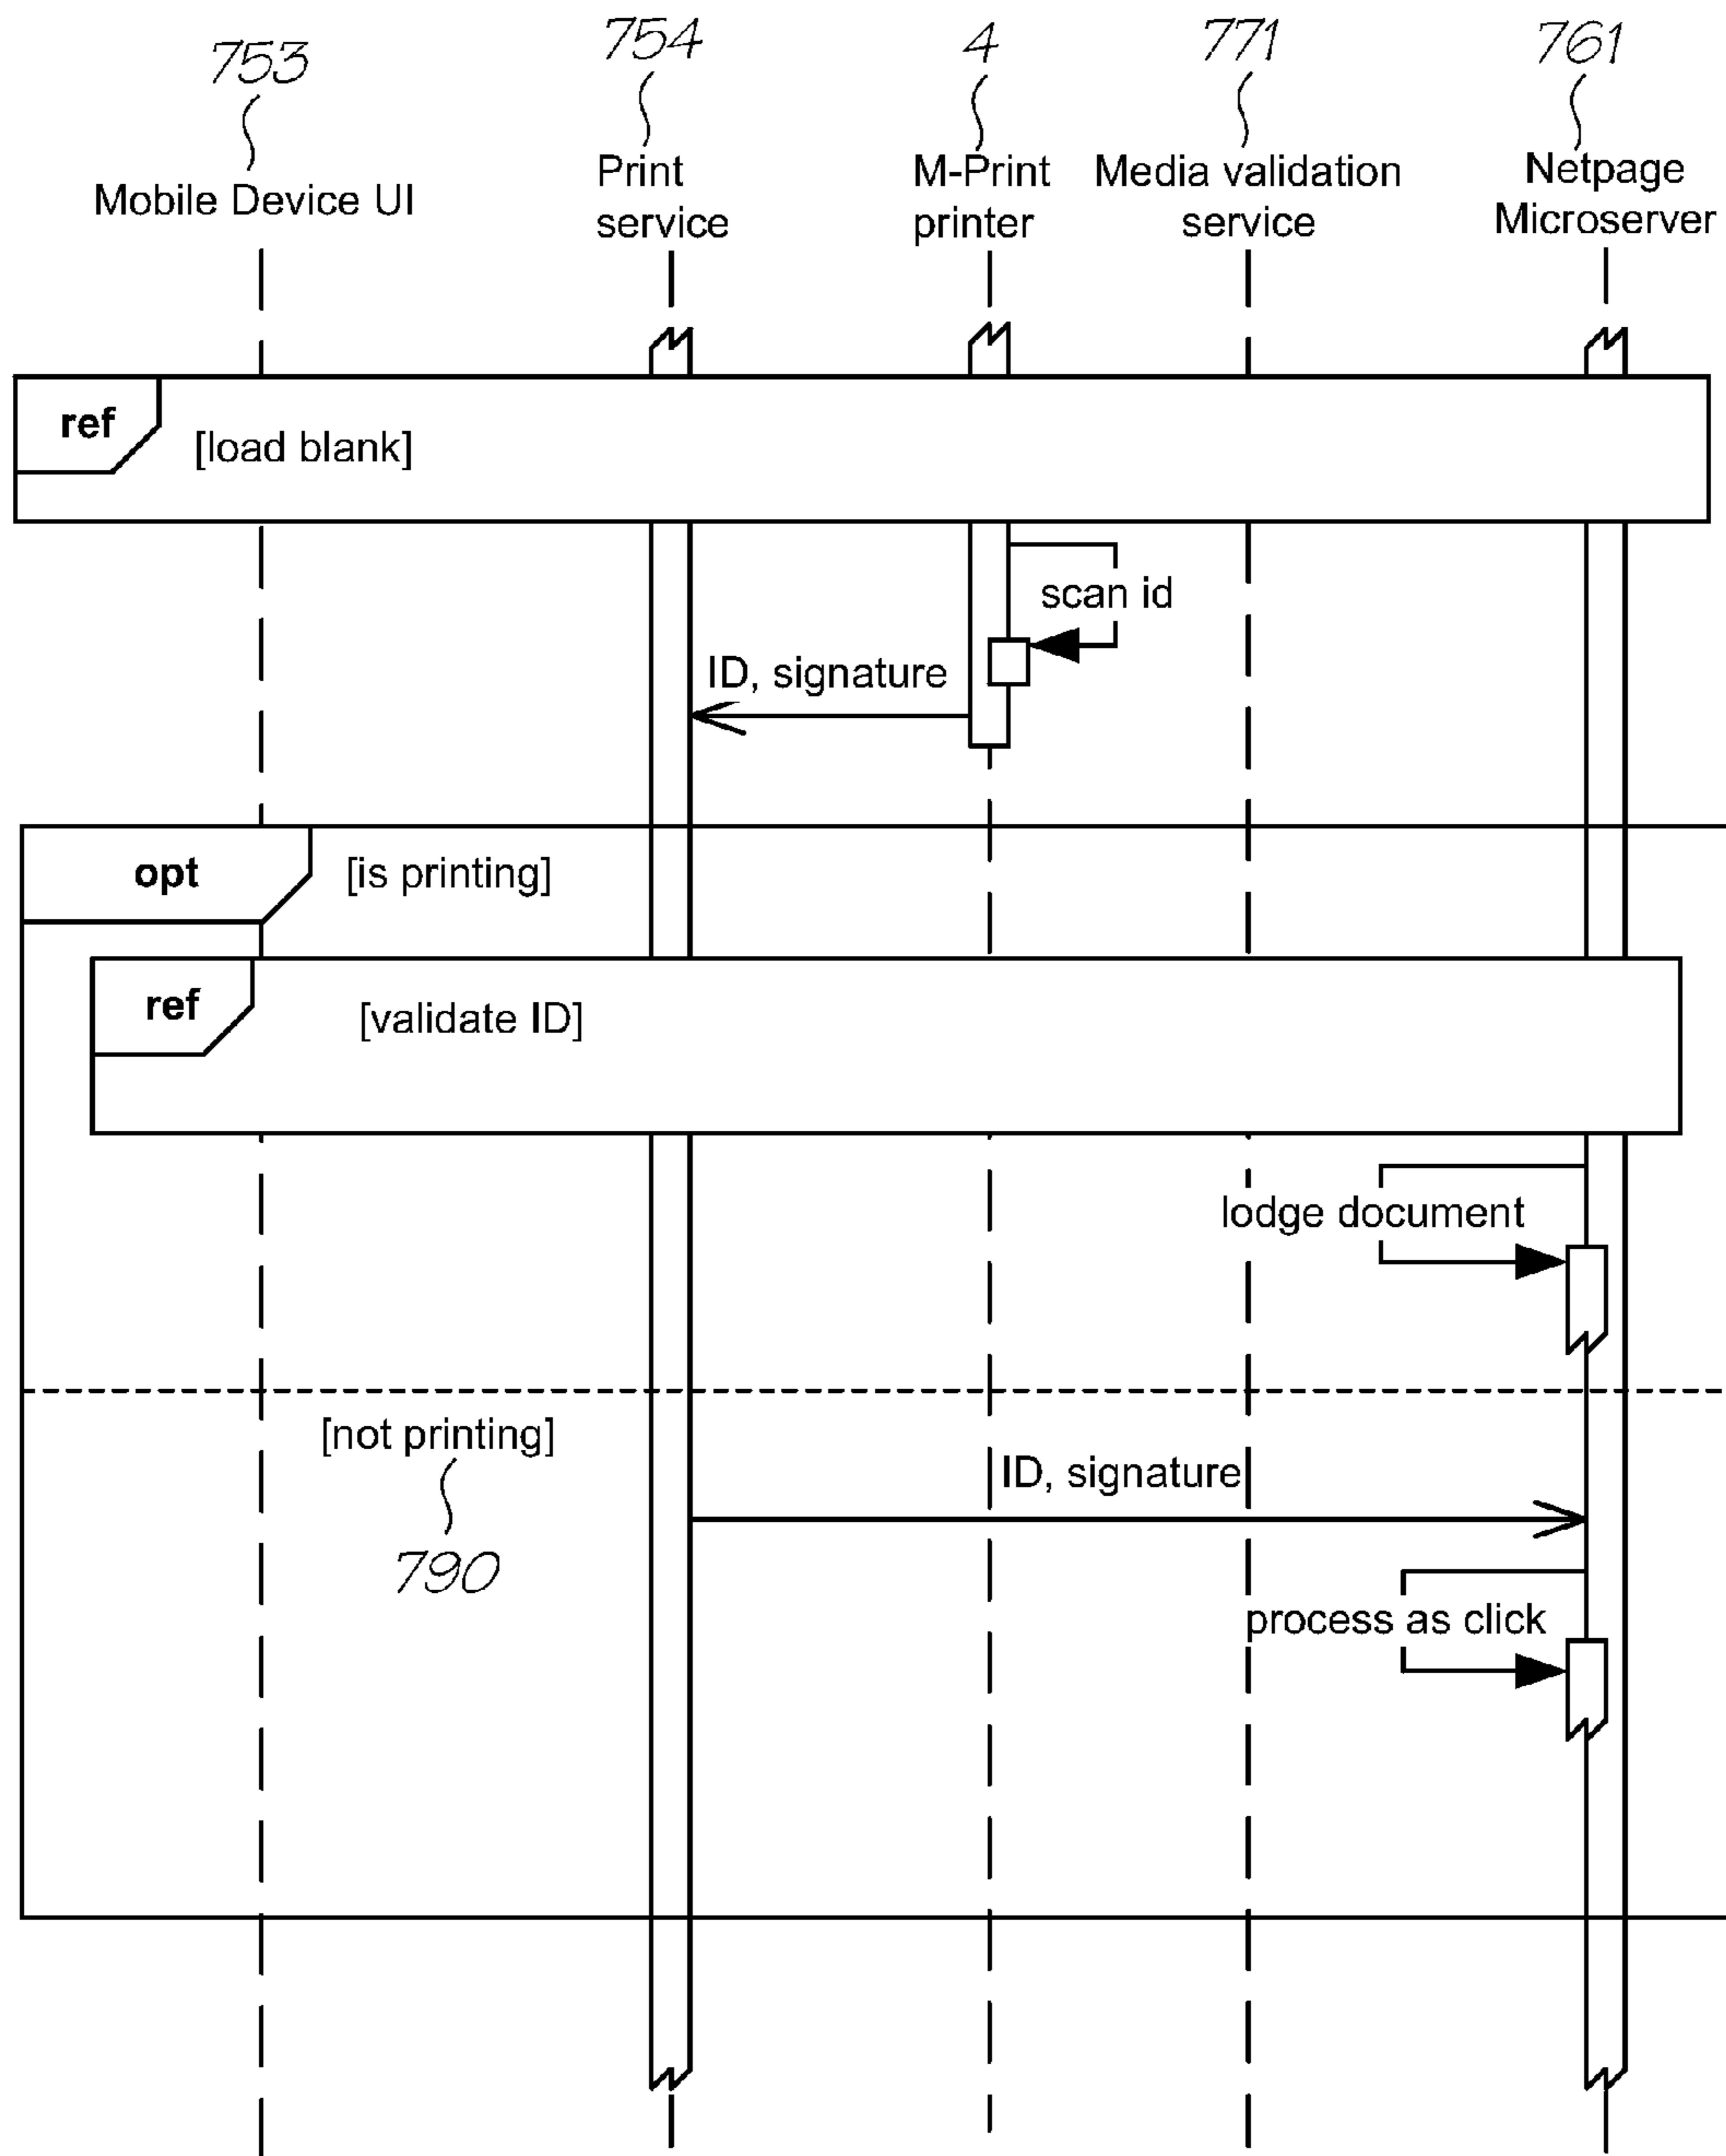 753
754
4
771
761
Mobile Device UI
Print
service
M-Print
printer
Media validation
service
Netpage
Microserver
ref
[load blank]
scan id
ID, signature
opt
[is printing]
ref
[validate ID]
lodge document
[not printing]
ID, signature
790
process as click